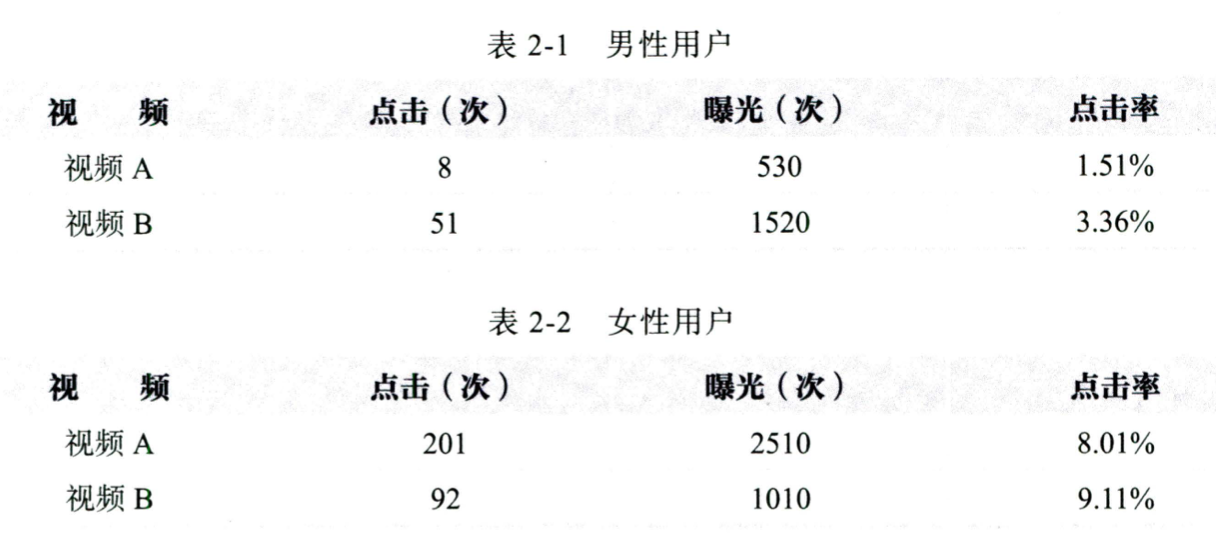 表 2-1 男性用户
视 频 点击（次） 曝光（次） 点击率
视频 A 8 530 1.51%
视频 B 51 1520 3.36%
表 2-2 女性用户
视 频 点击（次） 曝光（次） 点击率
视频 A 201 2510 8.01%
视频 B 92 1010 9.11%